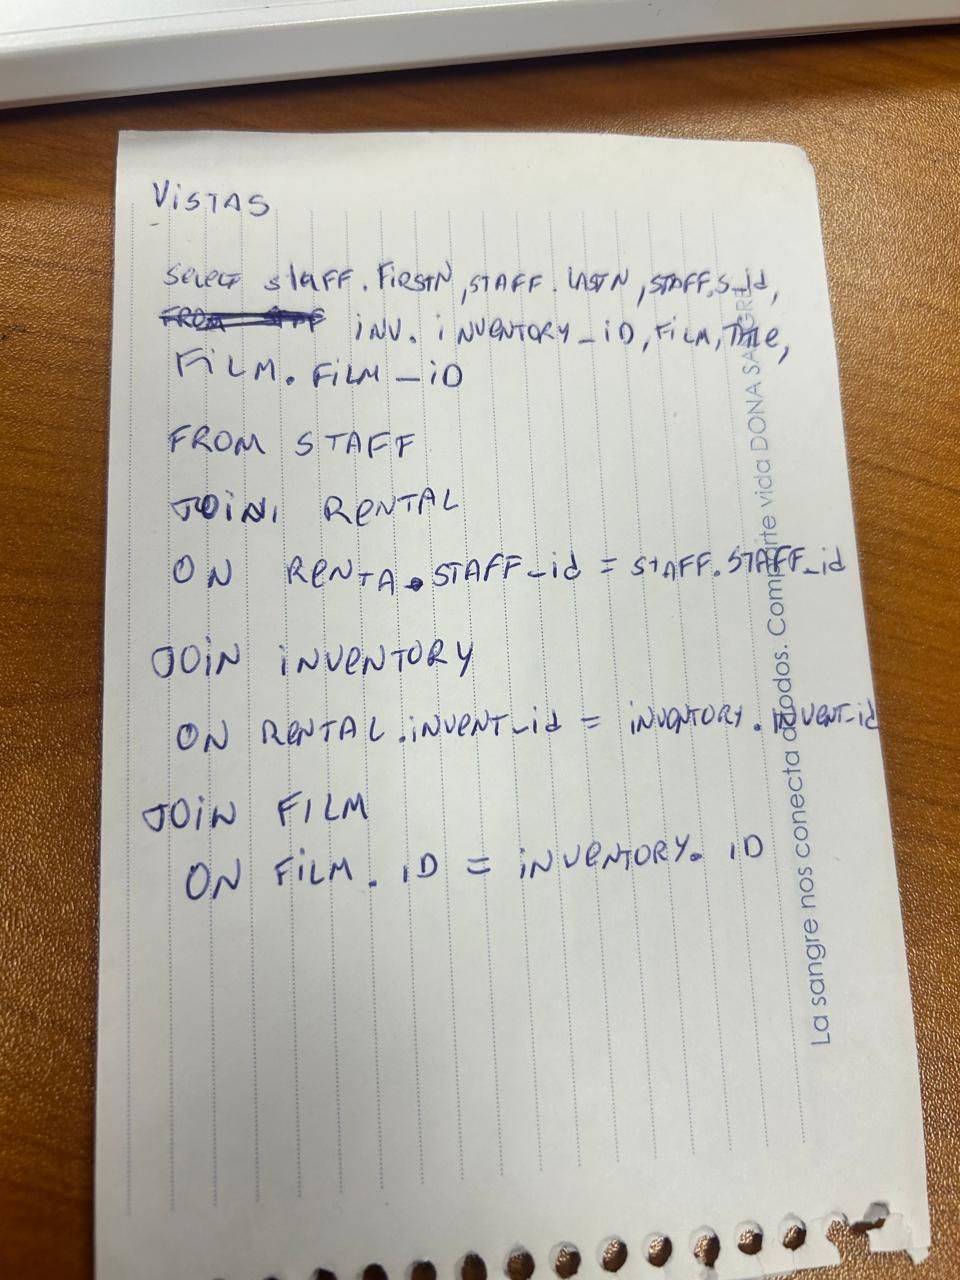 ViSTAS
Select staFF. FiRSTN, STAFF. LASTN, STAFF.S_id,
FROM STAF inv. iNVENTORY_iD, FiLM, Title,
FiLM. FiLM_iD
FROM STAFF
JOiN RENTAL
ON RENTA.STAFF_id = STAFF.STAFF_id
JOiN iNVENTORY
ON RENTAL.iNVENT_id = iNVENTORY.iNVENT_id
JOiN FiLM
ON FiLM.iD = iNVENTORY.iD
La sangre nos conecta a todos. Comparte vida DONA SANGRE